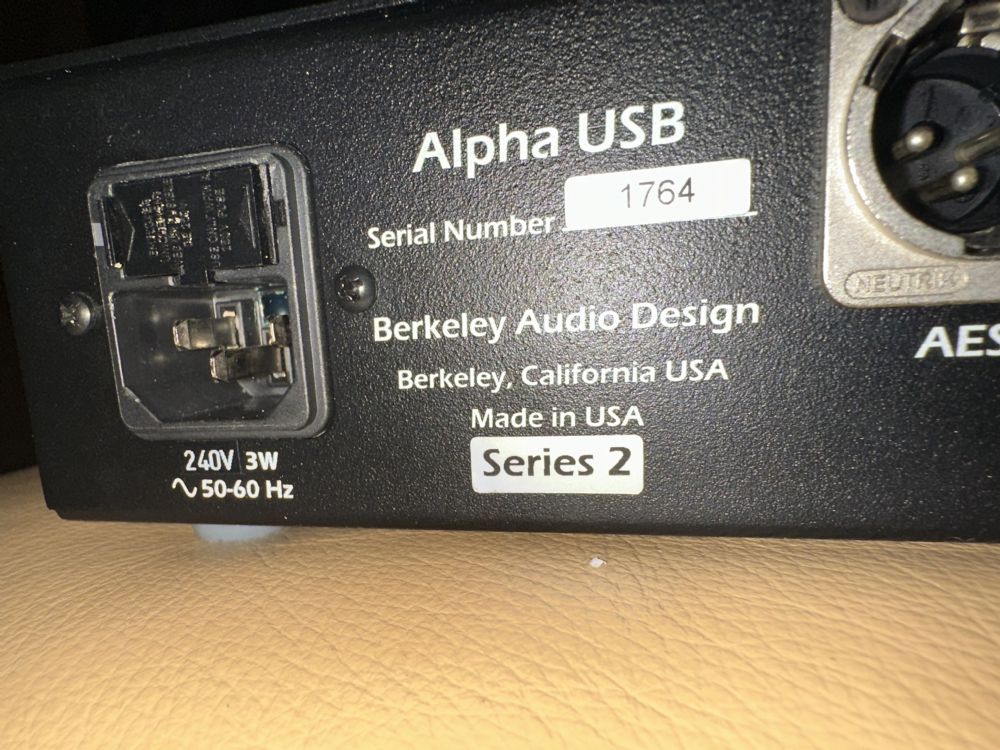 Alpha USB
Serial Number 1764
Berkeley Audio Design
Berkeley, California USA
Made in USA
Series 2
240V 3W
∿ 50-60 Hz
NEUTRIK
AES